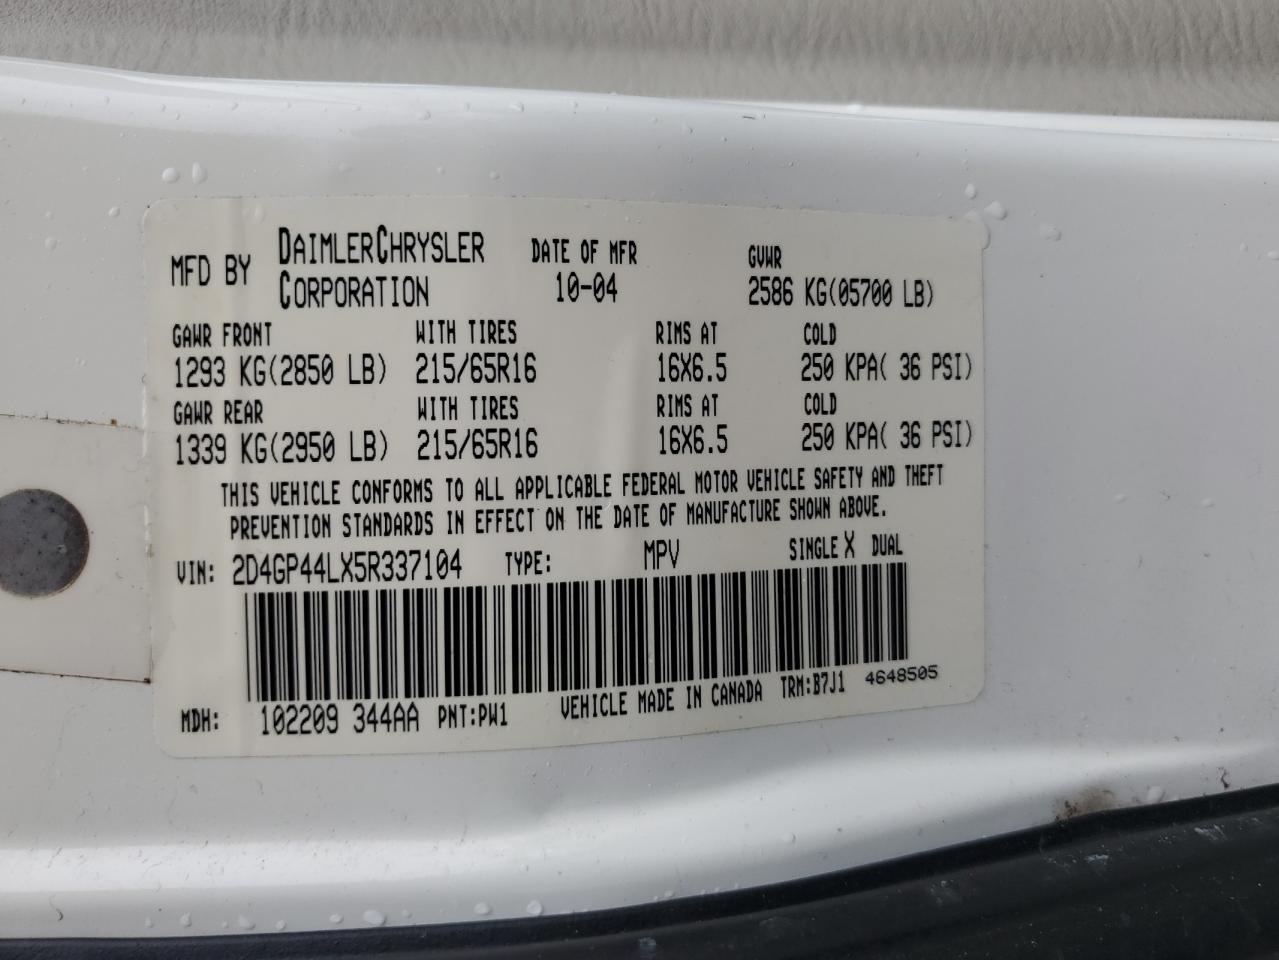 MFD BY DAIMLERCHRYSLER CORPORATION DATE OF MFR 10-04 GVWR 2586 KG(05700 LB)
GAWR FRONT WITH TIRES RIMS AT COLD
1293 KG(2850 LB) 215/65R16 16X6.5 250 KPA( 36 PSI)
GAWR REAR WITH TIRES RIMS AT COLD
1339 KG(2950 LB) 215/65R16 16X6.5 250 KPA( 36 PSI)
THIS VEHICLE CONFORMS TO ALL APPLICABLE FEDERAL MOTOR VEHICLE SAFETY AND THEFT
PREVENTION STANDARDS IN EFFECT ON THE DATE OF MANUFACTURE SHOWN ABOVE.
VIN: 2D4GP44LX5R337104 TYPE: MPV SINGLE X DUAL
MDH: 102209 344AA PNT:PW1 VEHICLE MADE IN CANADA TRM:B7J1 4648505